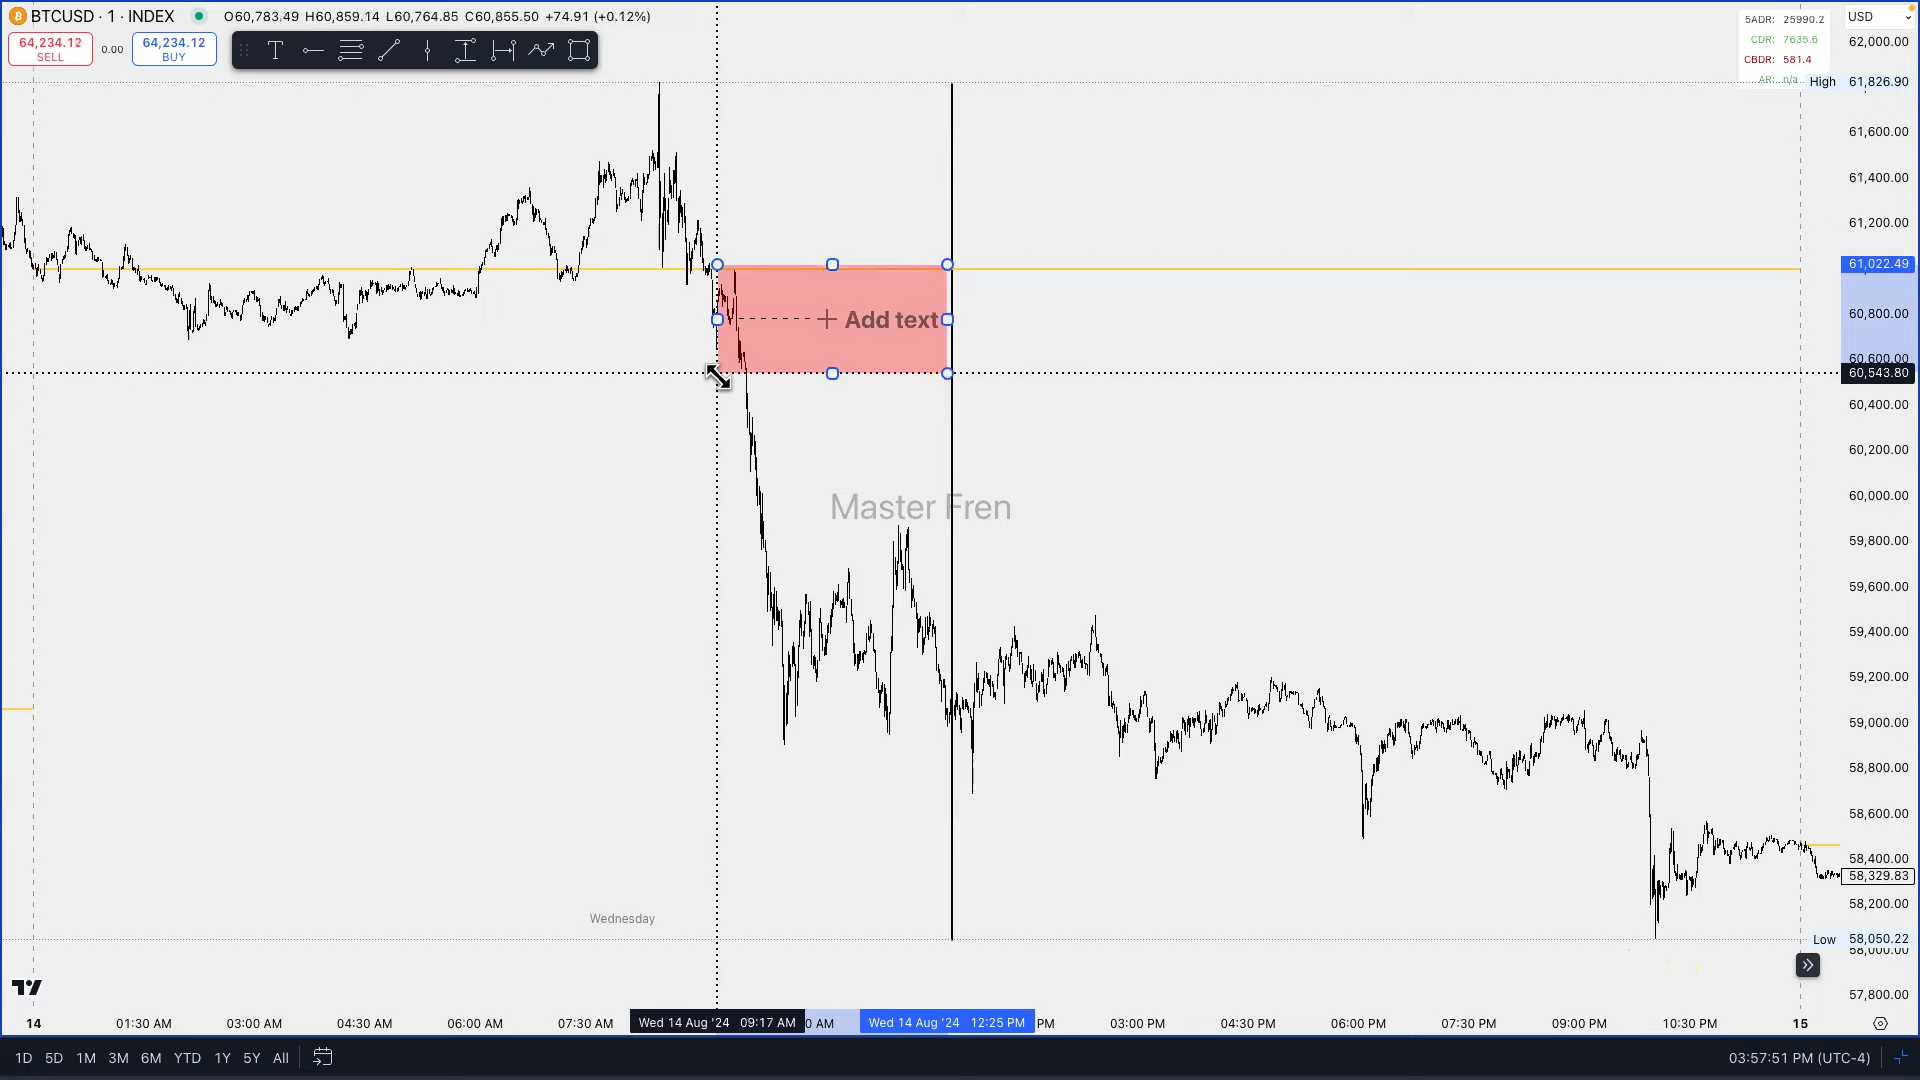 BTCUSD · 1 · INDEX O60,783.49 H60,859.14 L60,764.85 C60,855.50 +74.91 (+0.12%)
64,234.12
SELL
0.00
64,234.12
BUY
5ADR: 25990.2
CDR: 7635.6
CBDR: 581.4
AR: n/a
USD
62,000.00
High 61,826.90
61,600.00
61,400.00
61,200.00
61,022.49
60,800.00
60,600.00
60,543.80
60,400.00
60,200.00
60,000.00
59,800.00
59,600.00
59,400.00
59,200.00
59,000.00
58,800.00
58,600.00
58,400.00
58,329.83
58,200.00
Low 58,050.22
58,000.00
57,800.00
+ Add text
Master Fren
Wednesday
14 01:30 AM 03:00 AM 04:30 AM 06:00 AM 07:30 AM Wed 14 Aug '24 09:17 AM 0 AM Wed 14 Aug '24 12:25 PM PM 03:00 PM 04:30 PM 06:00 PM 07:30 PM 09:00 PM 10:30 PM 15
1D 5D 1M 3M 6M YTD 1Y 5Y All 03:57:51 PM (UTC-4)